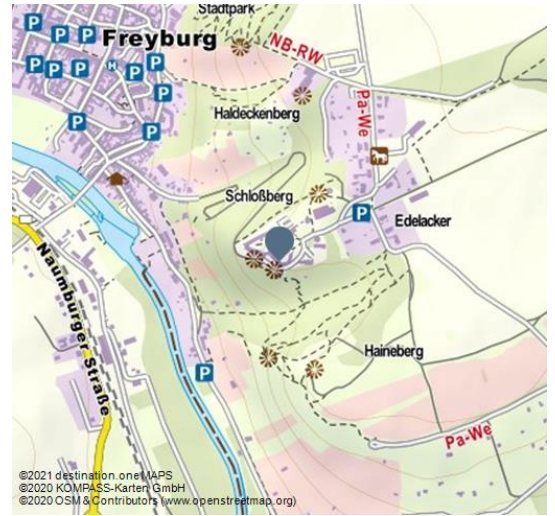 Stadtpark
Freyburg
NB-RW
P
P
P
P
P
P
H
P
P
P
P
P
Haldeckenberg
Pa-We
Schloßberg
P
Edelacker
Naumburger Straße
Haineberg
P
Pa-We
©2021 destination.one MAPS
©2020 KOMPASS-Karten GmbH
©2020 OSM & Contributors (www.openstreetmap.org)